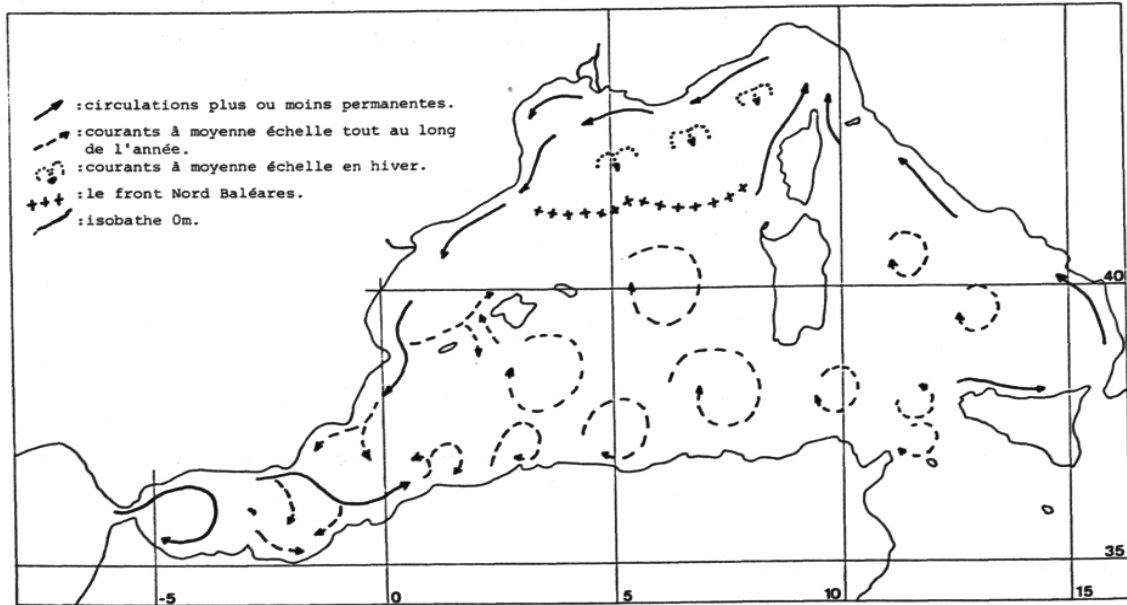 :circulations plus ou moins permanentes.
:courants à moyenne échelle tout au long
de l'année.
:courants à moyenne échelle en hiver.
:le front Nord Baléares.
:isobathe 0m.
40
35
-5
0
5
10
15